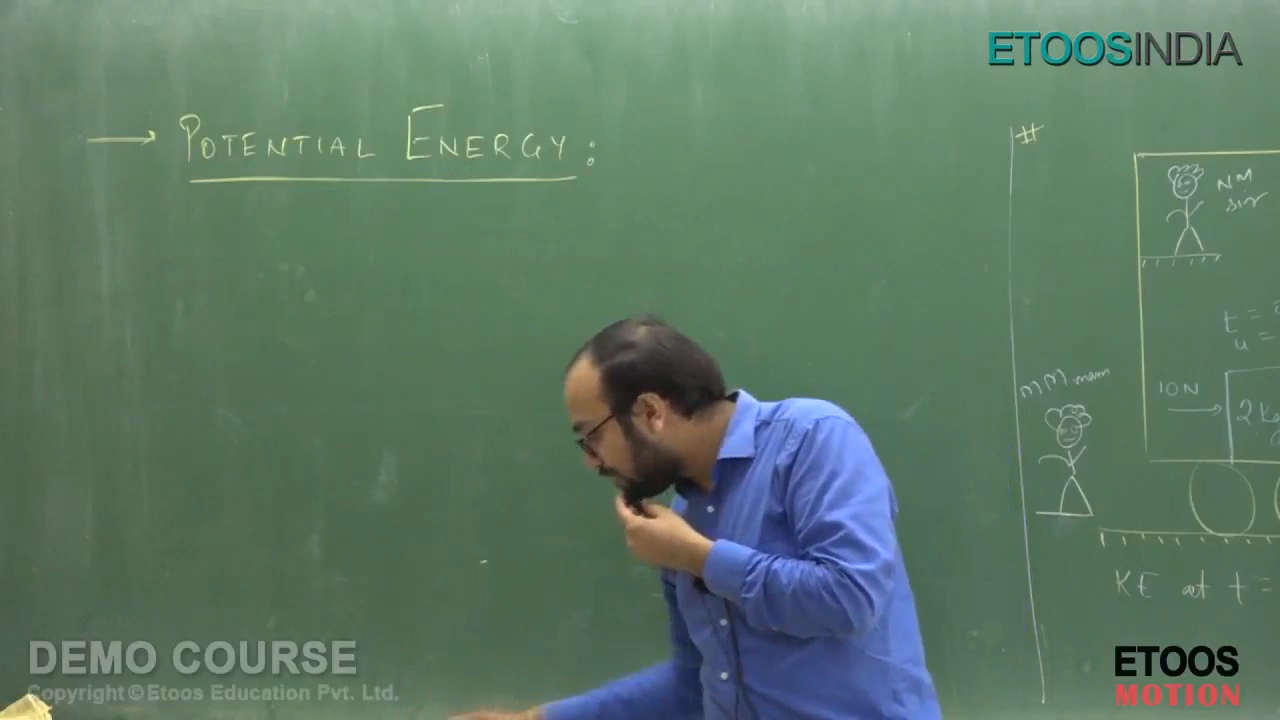 ETOOSINDIA
→ POTENTIAL ENERGY :
#
NM
sir
t =
u =
MM mam
10N
2 kg
KE at t =
DEMO COURSE
Copyright © Etoos Education Pvt. Ltd.
ETOOS
MOTION